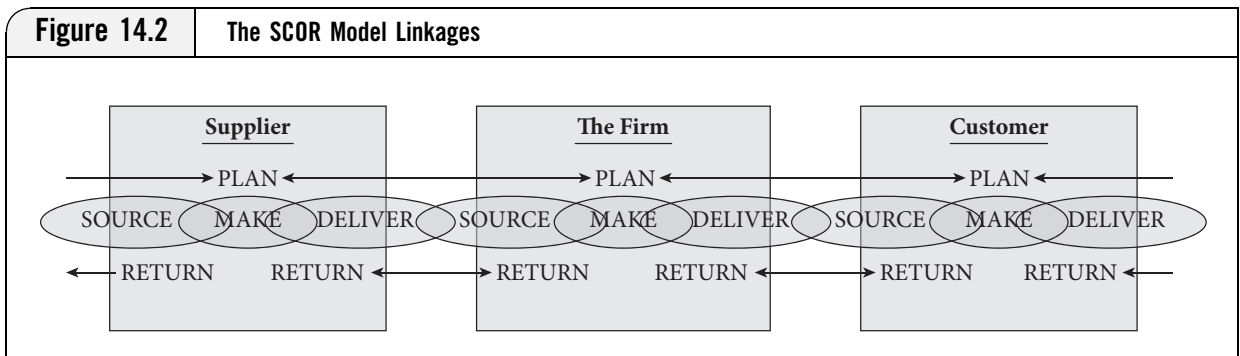 Figure 14.2 The SCOR Model Linkages
Supplier The Firm Customer
PLAN PLAN PLAN
SOURCE MAKE DELIVER SOURCE MAKE DELIVER SOURCE MAKE DELIVER
RETURN RETURN RETURN RETURN RETURN RETURN